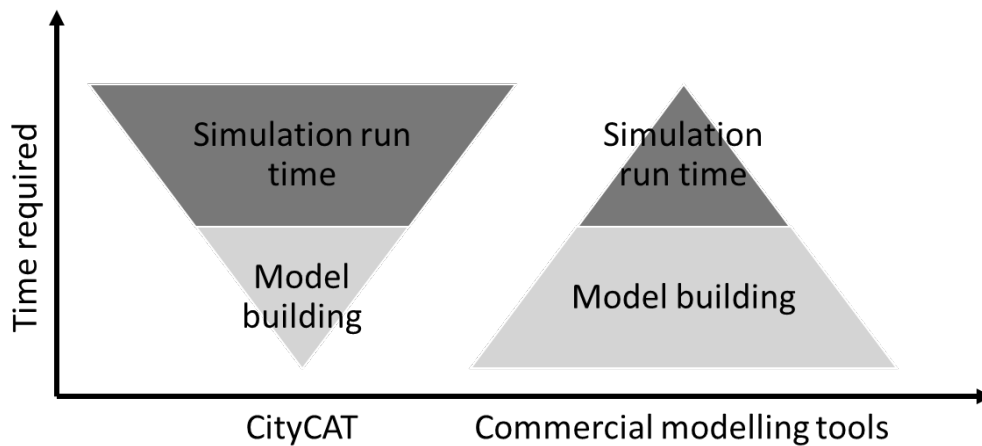 Time required
Simulation run
time
Model
building
Simulation
run time
Model building
CityCAT
Commercial modelling tools